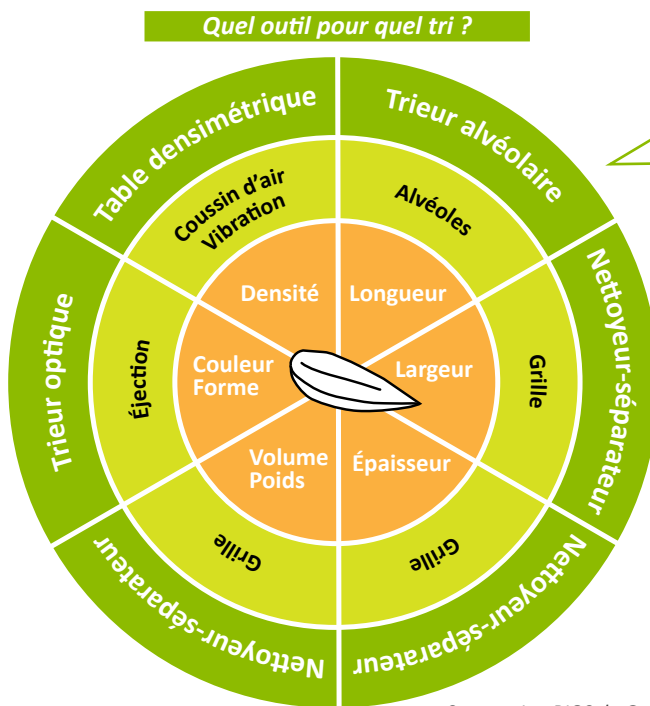 Quel outil pour quel tri ?
Table densimétrique
Trieur alvéolaire
Coussin d'air
Vibration
Alvéoles
Densité
Longueur
Trieur optique
Éjection
Couleur
Forme
Largeur
Grille
Nettoyeur-séparateur
Volume
Poids
Épaisseur
Grille
Grille
Nettoyeur-séparateur
Nettoyeur-séparateur